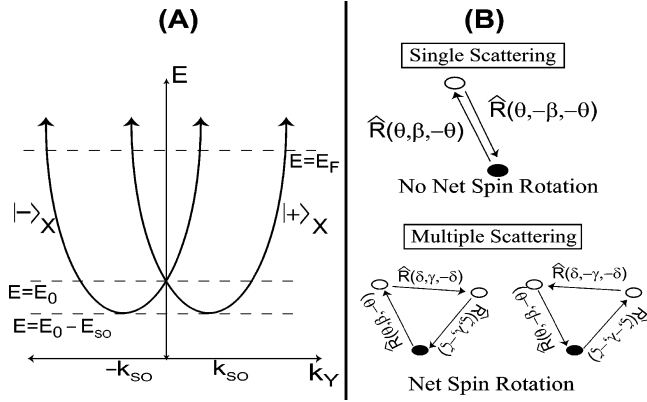 (A)
E
E=E_F
|−⟩_X
|+⟩_X
E=E_0
E=E_0 − E_SO
−k_SO
k_SO
k_Y
(B)
Single Scattering
R̂(θ,β,−θ)
R̂(θ,−β,−θ)
No Net Spin Rotation
Multiple Scattering
R̂(δ,γ,−δ)
R̂(θ,β,−θ)
R̂(ζ,λ,−ζ)
R̂(δ,−γ,−δ)
R̂(θ,−β,−θ)
R̂(ζ,−λ,−ζ)
Net Spin Rotation